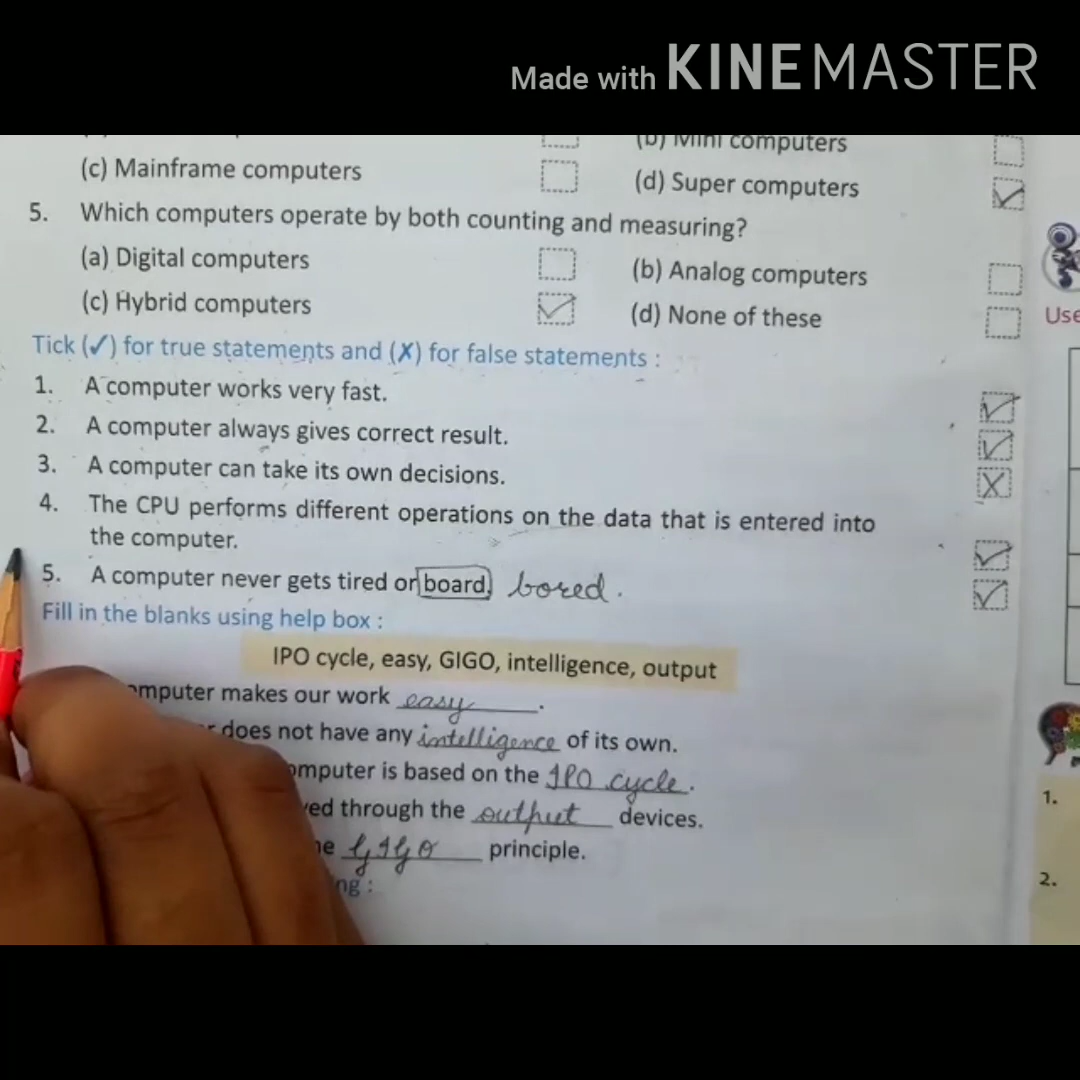 Made with KINEMASTER
(b) Mini computers
(c) Mainframe computers
(d) Super computers
5. Which computers operate by both counting and measuring?
(a) Digital computers
(b) Analog computers
(c) Hybrid computers
(d) None of these
Use
Tick (✓) for true statements and (✗) for false statements :
1. A computer works very fast.
2. A computer always gives correct result.
3. A computer can take its own decisions.
4. The CPU performs different operations on the data that is entered into
the computer.
5. A computer never gets tired or board. bored.
Fill in the blanks using help box :
IPO cycle, easy, GIGO, intelligence, output
omputer makes our work easy.
does not have any intelligence of its own.
omputer is based on the IPO cycle.
ved through the output devices.
he GIGO principle.
ng :
1.
2.